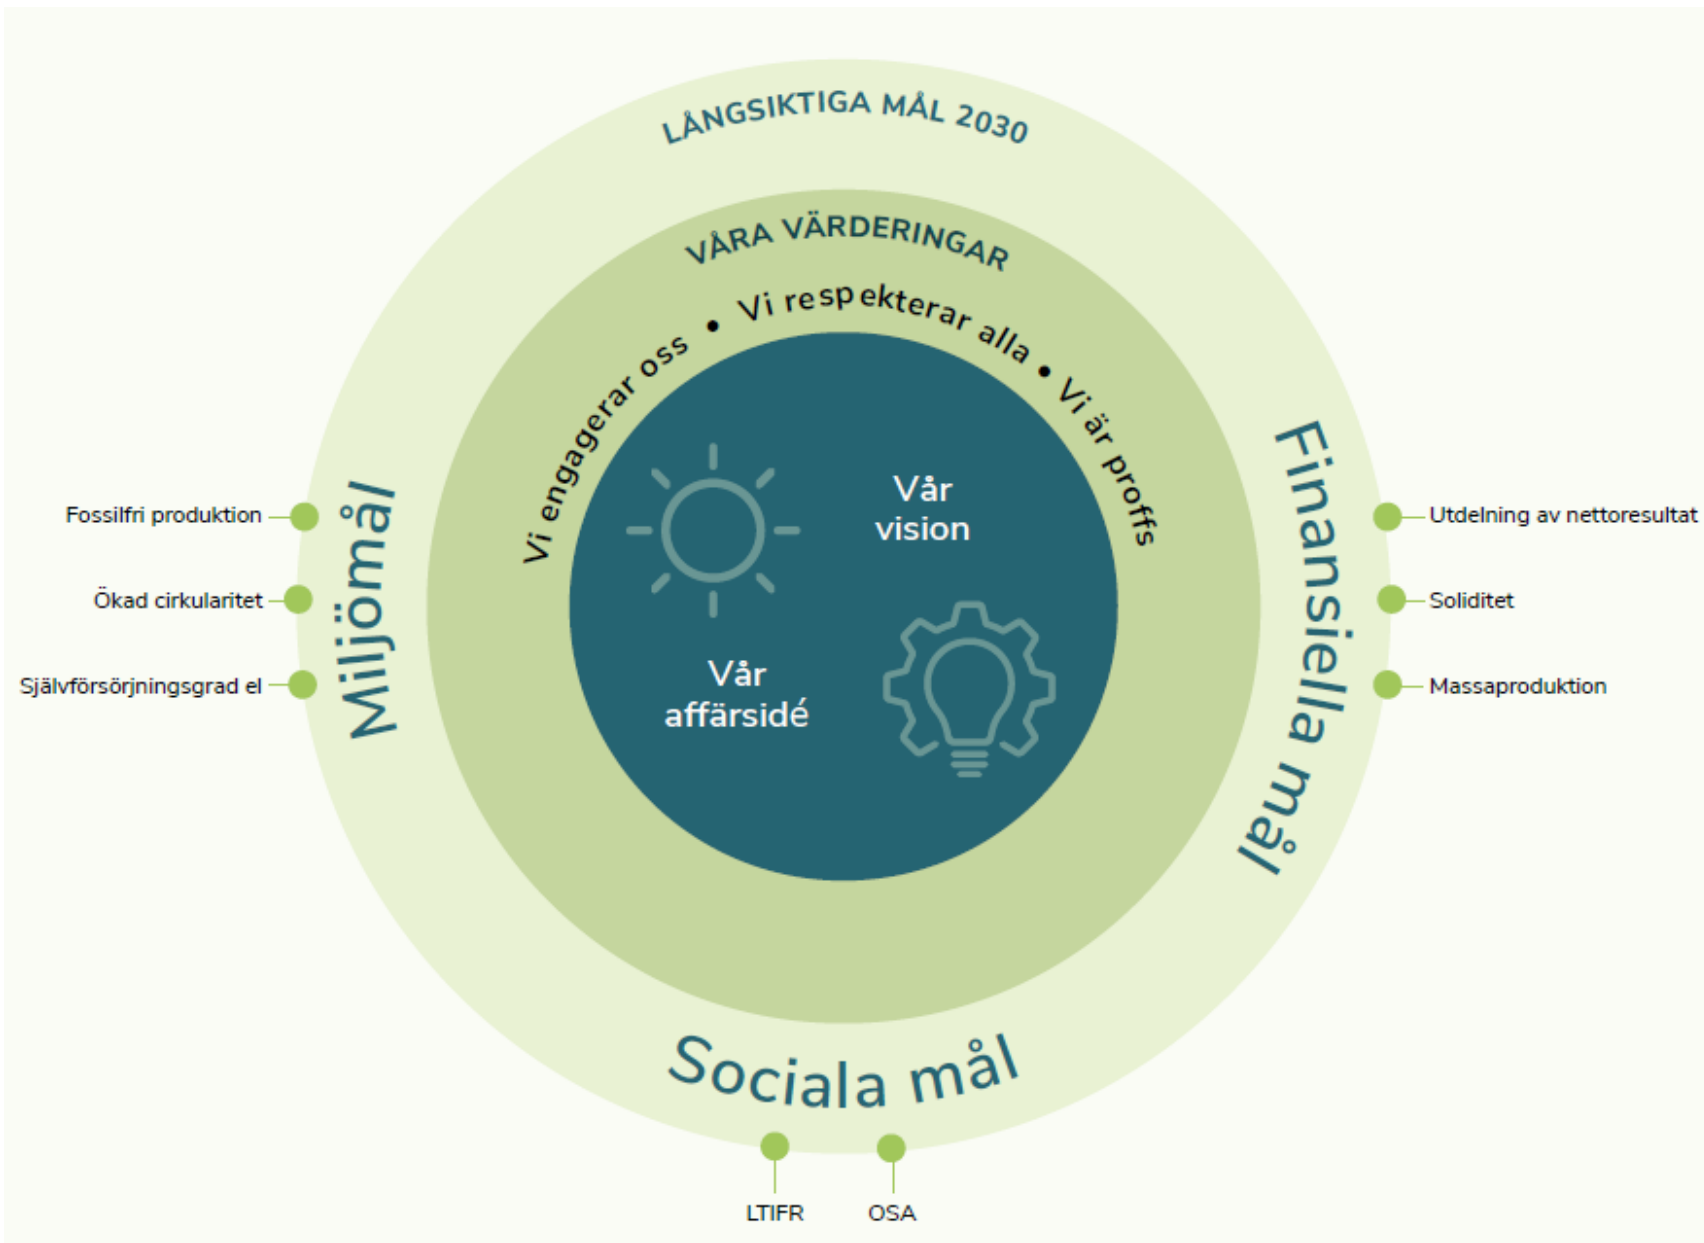 LÅNGSIKTIGA MÅL 2030
VÅRA VÄRDERINGAR
Vi engagerar oss • Vi respekterar alla • Vi är proffs
Vår
vision
Vår
affärsidé
Miljömål
Fossilfri produktion
Ökad cirkularitet
Självförsörjningsgrad el
Finansiella mål
Utdelning av nettoresultat
Soliditet
Massaproduktion
Sociala mål
LTIFR
OSA